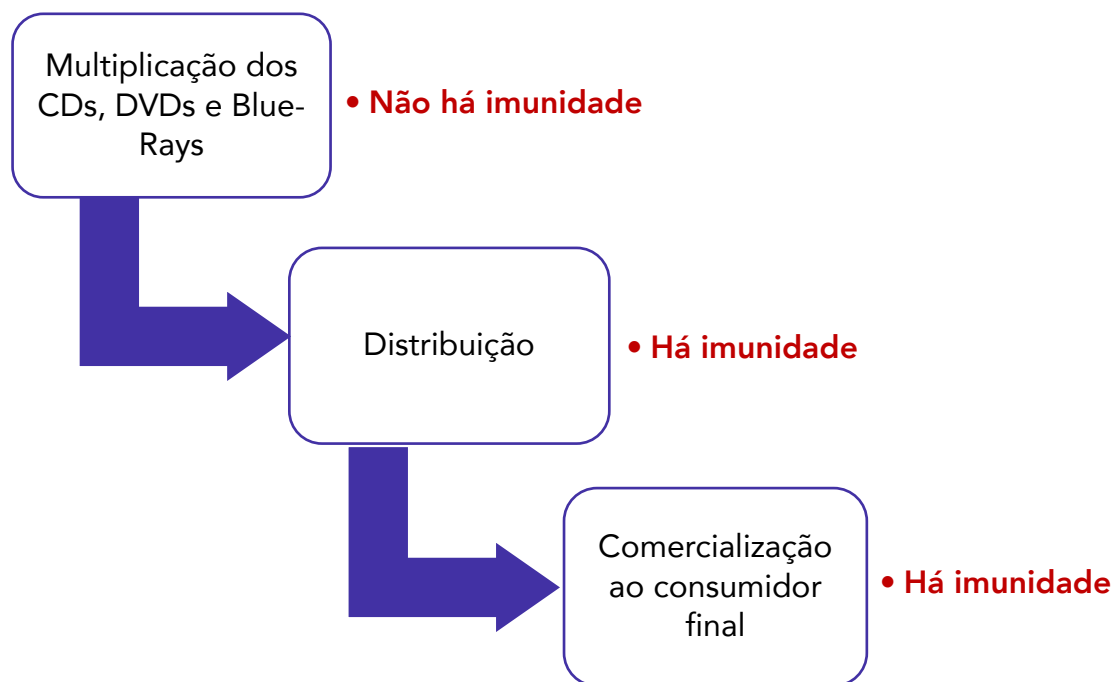 Multiplicação dos
CDs, DVDs e Blue-
Rays
• Não há imunidade
Distribuição
• Há imunidade
Comercialização
ao consumidor
final
• Há imunidade